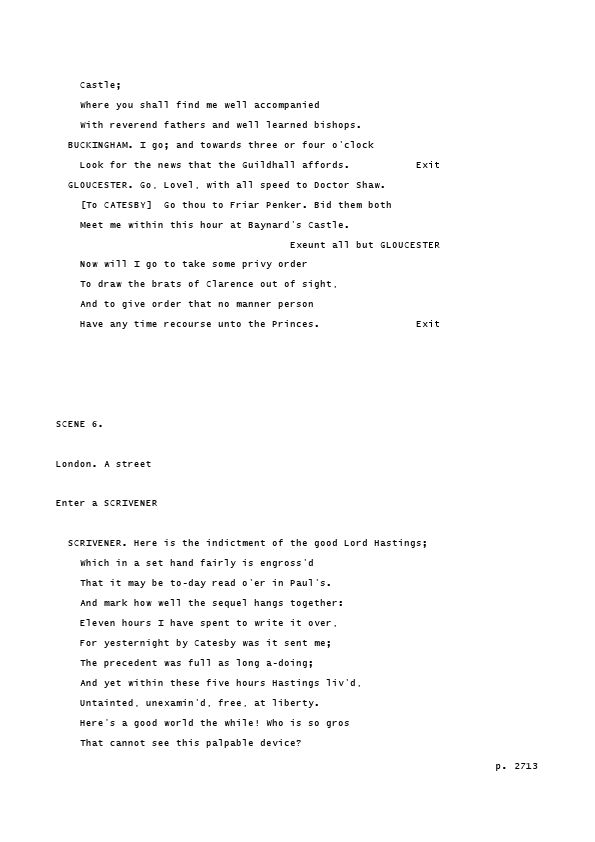 Castle;
Where you shall find me well accompanied
With reverend fathers and well learned bishops.
BUCKINGHAM. I go; and towards three or four o'clock
Look for the news that the Guildhall affords. Exit
GLOUCESTER. Go, Lovel, with all speed to Doctor Shaw.
[To CATESBY] Go thou to Friar Penker. Bid them both
Meet me within this hour at Baynard's Castle.
Exeunt all but GLOUCESTER
Now will I go to take some privy order
To draw the brats of Clarence out of sight,
And to give order that no manner person
Have any time recourse unto the Princes. Exit
SCENE 6.
London. A street
Enter a SCRIVENER
SCRIVENER. Here is the indictment of the good Lord Hastings;
Which in a set hand fairly is engross'd
That it may be to-day read o'er in Paul's.
And mark how well the sequel hangs together:
Eleven hours I have spent to write it over,
For yesternight by Catesby was it sent me;
The precedent was full as long a-doing;
And yet within these five hours Hastings liv'd,
Untainted, unexamin'd, free, at liberty.
Here's a good world the while! Who is so gros
That cannot see this palpable device?
p. 2713